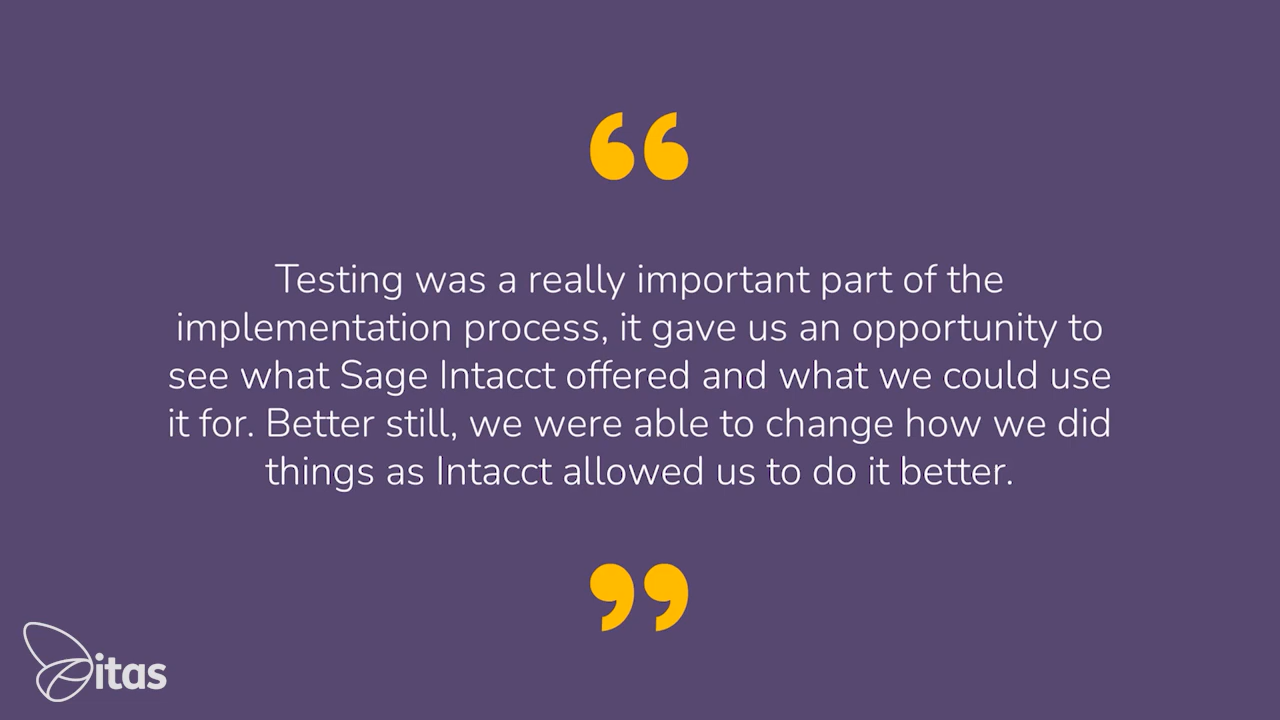 “
Testing was a really important part of the
implementation process, it gave us an opportunity to
see what Sage Intacct offered and what we could use
it for. Better still, we were able to change how we did
things as Intacct allowed us to do it better.
”
itas